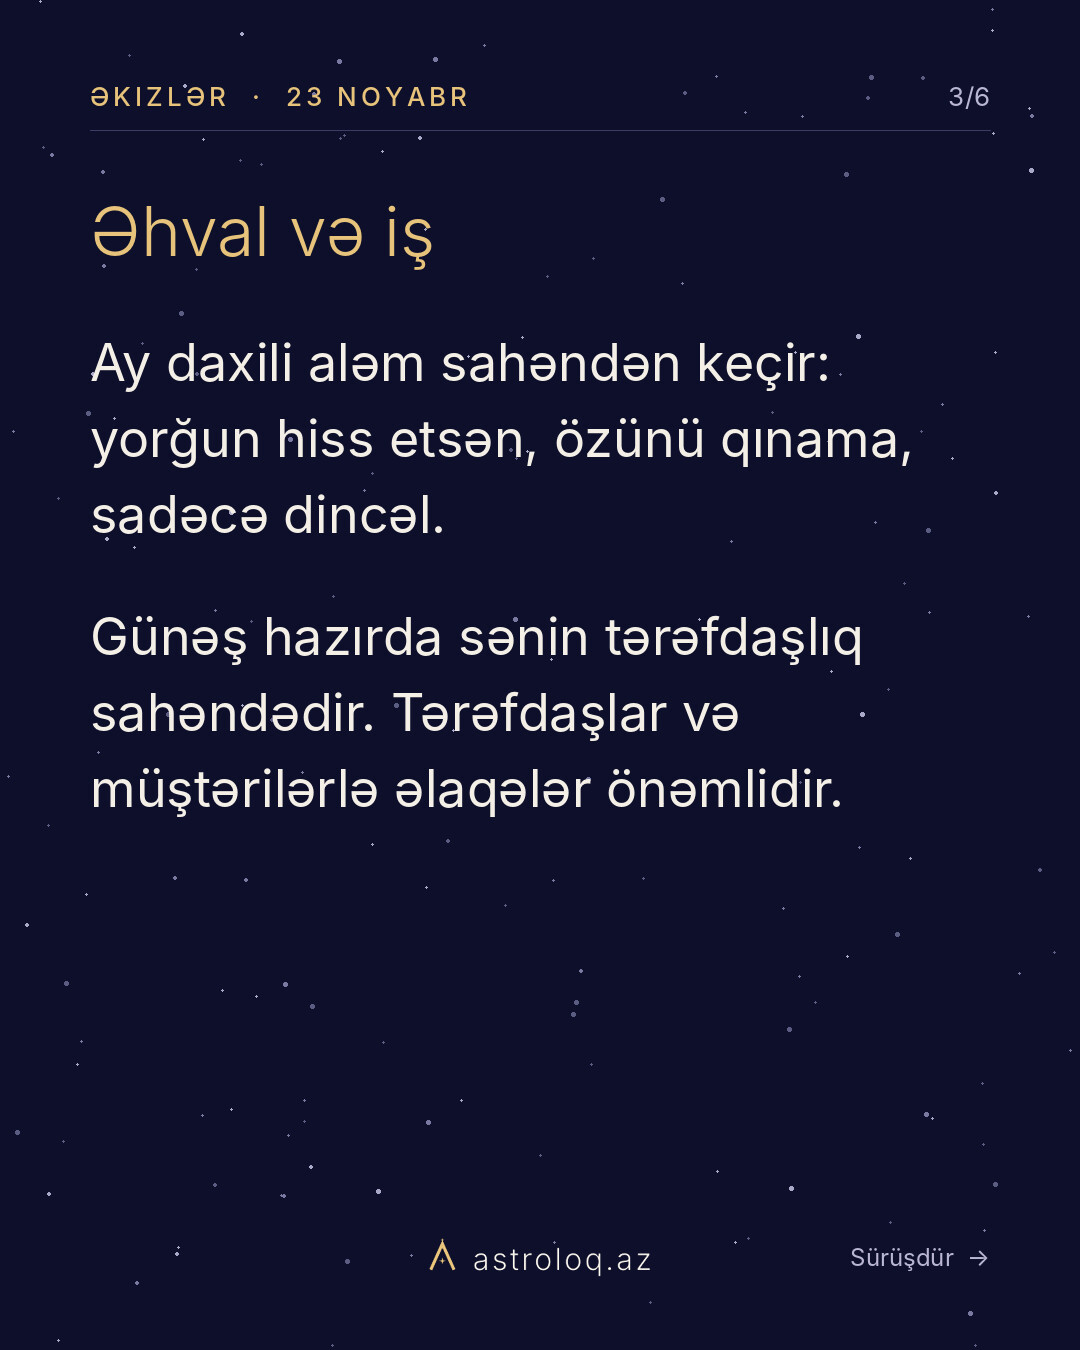 ƏKIZLƏR · 23 NOYABR
3/6
Əhval və iş
Ay daxili aləm sahəndən keçir:
yorğun hiss etsən, özünü qınama,
sadəcə dincəl.
Günəş hazırda sənin tərəfdaşlıq
sahəndədir. Tərəfdaşlar və
müştərilərlə əlaqələr önəmlidir.
astroloq.az
Sürüşdür →